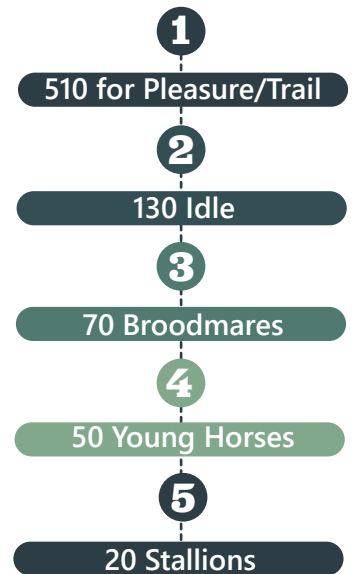 1
510 for Pleasure/Trail
2
130 Idle
3
70 Broodmares
4
50 Young Horses
5
20 Stallions